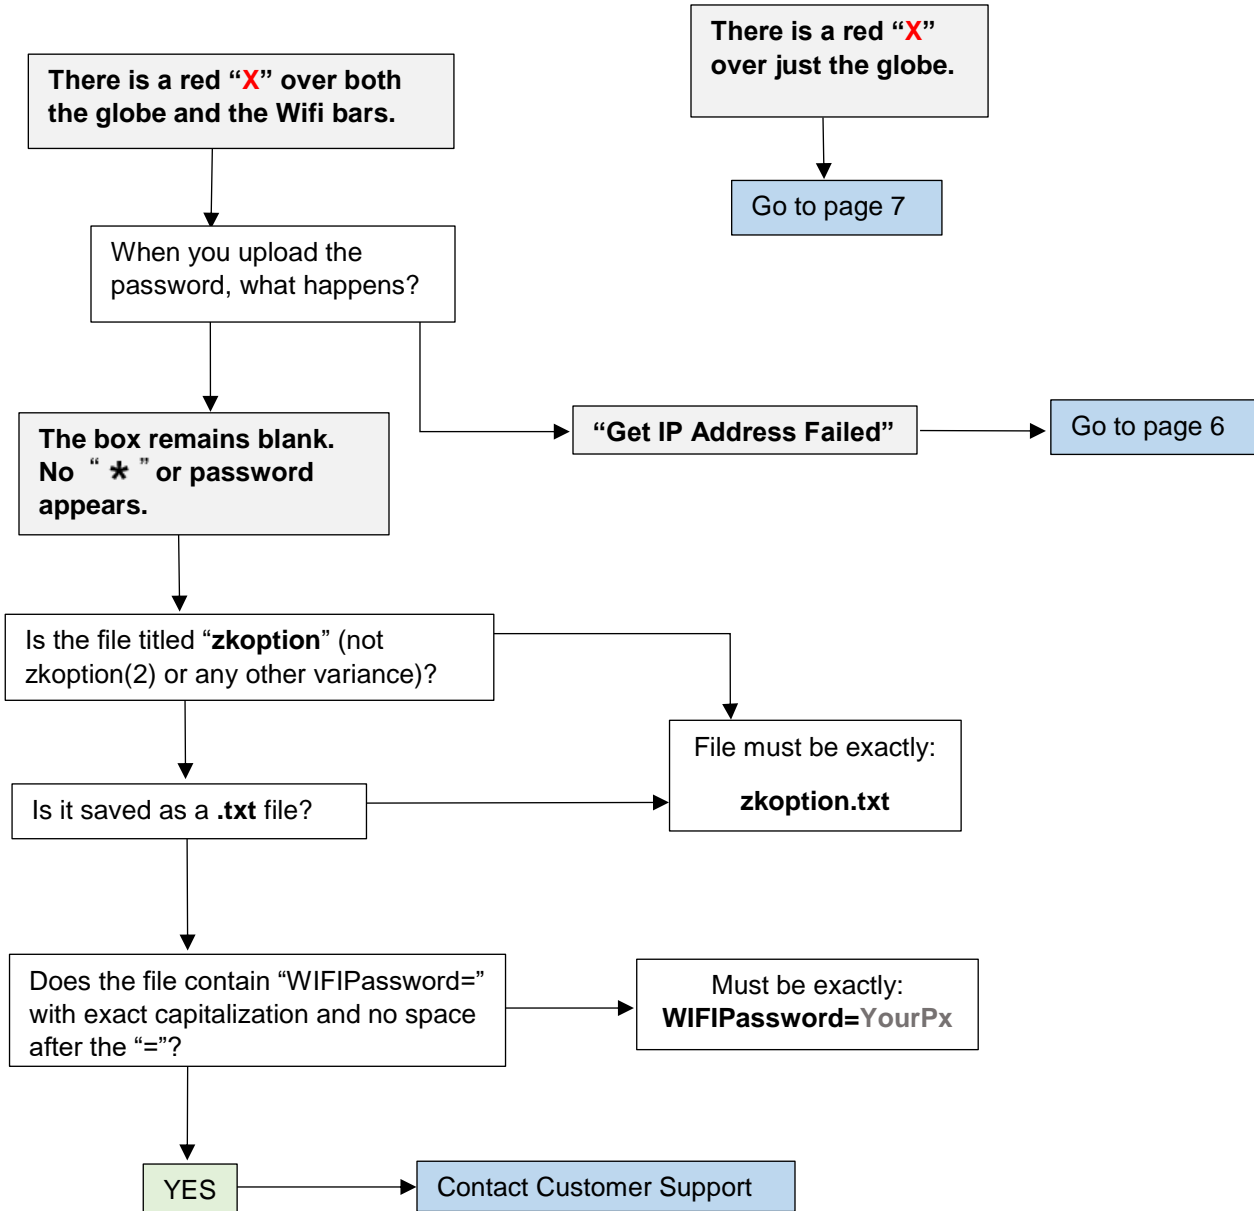 There is a red “X” over both
the globe and the Wifi bars.
There is a red “X”
over just the globe.
Go to page 7
When you upload the
password, what happens?
The box remains blank.
No “ * ” or password
appears.
“Get IP Address Failed”
Go to page 6
Is the file titled “zkoption” (not
zkoption(2) or any other variance)?
File must be exactly:
zkoption.txt
Is it saved as a .txt file?
Does the file contain “WIFIPassword=”
with exact capitalization and no space
after the “=”?
Must be exactly:
WIFIPassword=YourPx
YES
Contact Customer Support